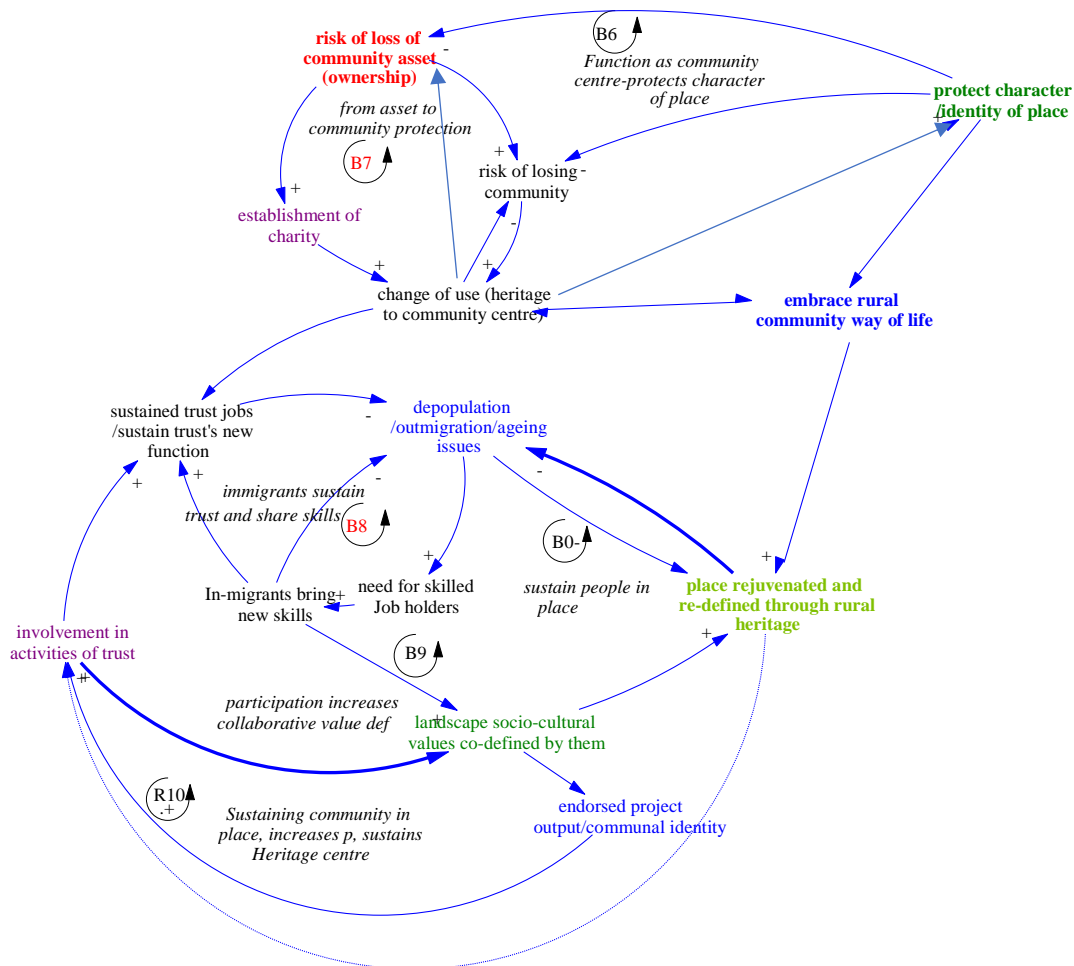 B6
risk of loss of
community asset
(ownership)
-
Function as community
centre-protects character
of place
protect character
/identity of place
+
from asset to
community protection
B7
+
risk of losing-
community
-
+
establishment of
charity
+
+
change of use (heritage
to community centre)
embrace rural
community way of life
sustained trust jobs
/sustain trust's new
function
-
depopulation
/outmigration/ageing
issues
+
+
-
-
immigrants sustain
trust and share skills
B8
B0-
+
+
In-migrants bring+
new skills
need for skilled
Job holders
sustain people in
place
place rejuvenated and
re-defined through rural
heritage
+
involvement in
activities of trust
B9
++
participation increases
collaborative value def
+
landscape socio-cultural
values co-defined by them
R10
.+
Sustaining community in
place, increases p, sustains
Heritage centre
endorsed project
output/communal identity